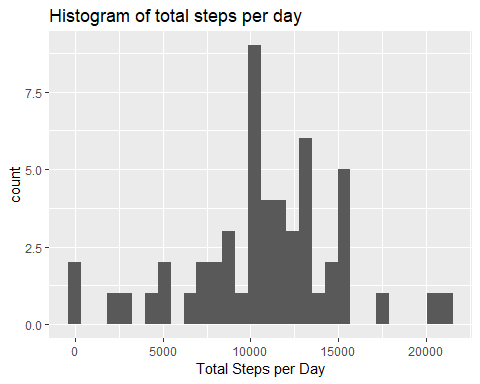 Histogram of total steps per day
7.5
5.0
2.5
0.0
count
0 5000 10000 15000 20000
Total Steps per Day